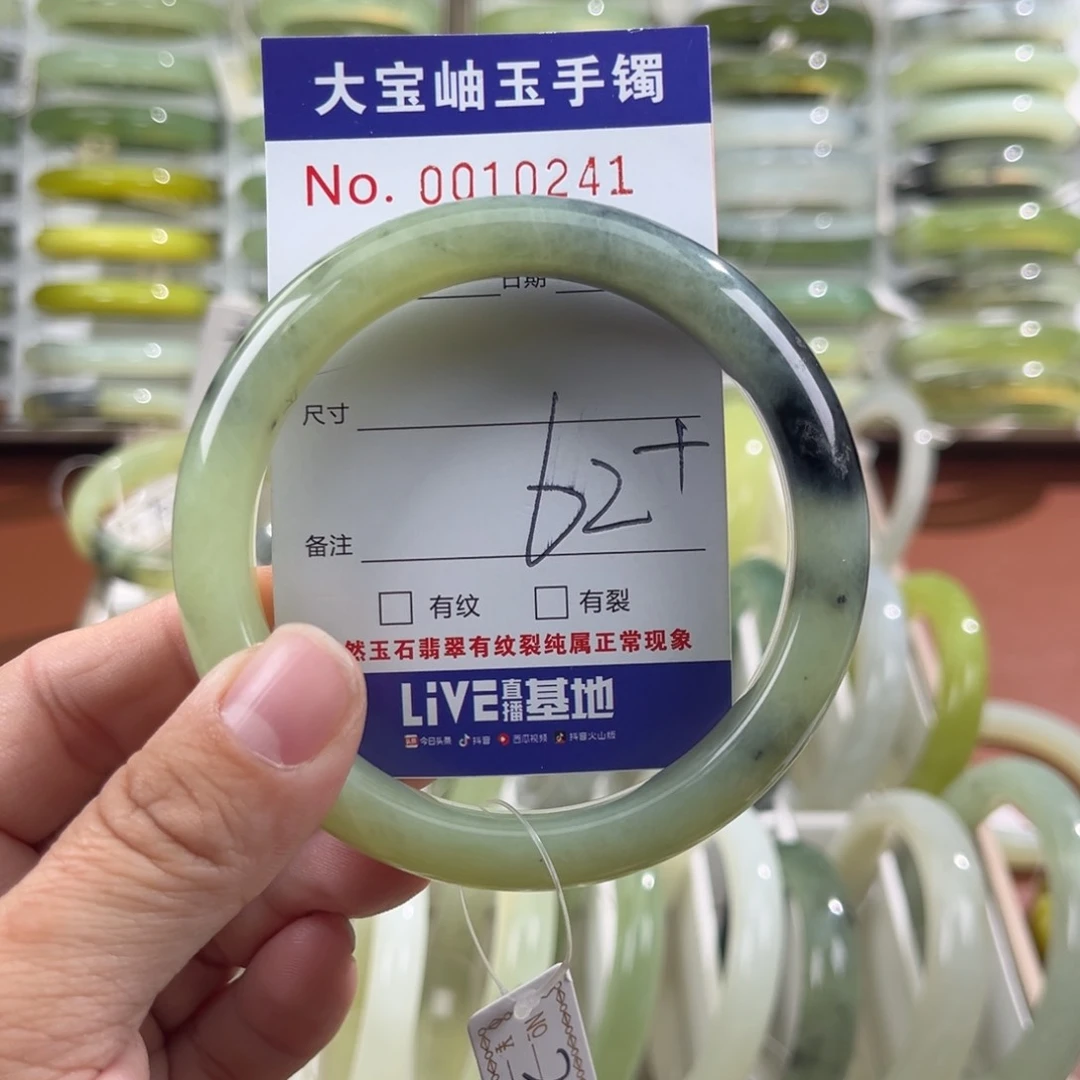 大宝岫玉手镯
No. 0010241
日期
尺寸
62+
备注
□ 有纹 □ 有裂
然玉石翡翠有纹裂纯属正常现象
LiVE直播基地
今日头条 抖音 西瓜视频 抖音火山版
NO.